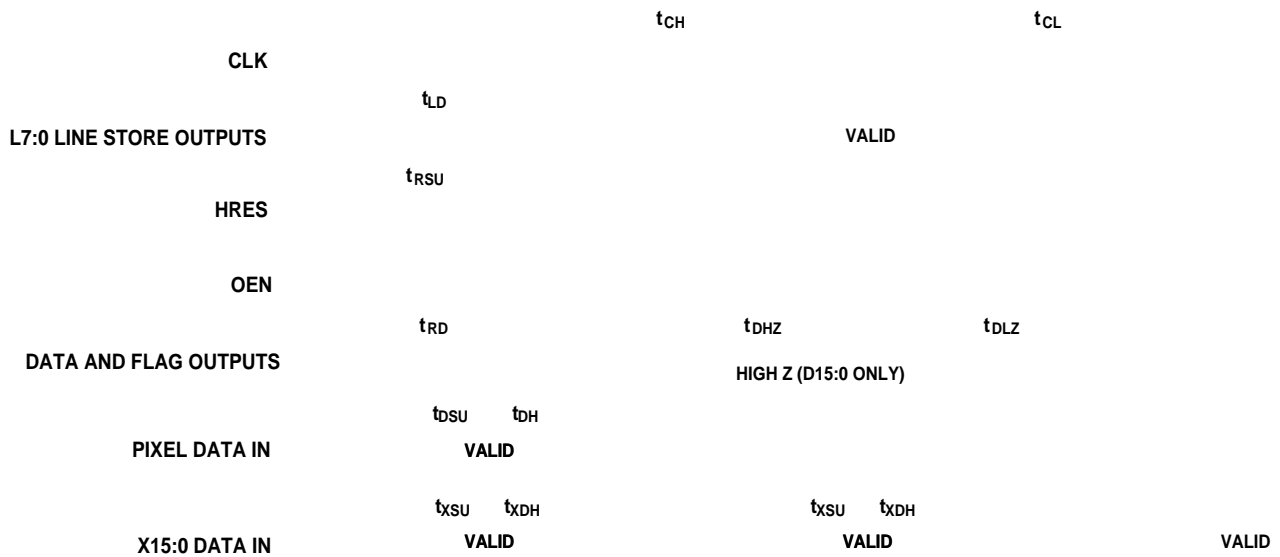 tCH tCL
CLK
tLD
L7:0 LINE STORE OUTPUTS VALID
tRSU
HRES
OEN
tRD tDHZ tDLZ
DATA AND FLAG OUTPUTS
HIGH Z (D15:0 ONLY)
tDSU tDH
PIXEL DATA IN VALID
tXSU tXDH tXSU tXDH
X15:0 DATA IN VALID VALID VALID